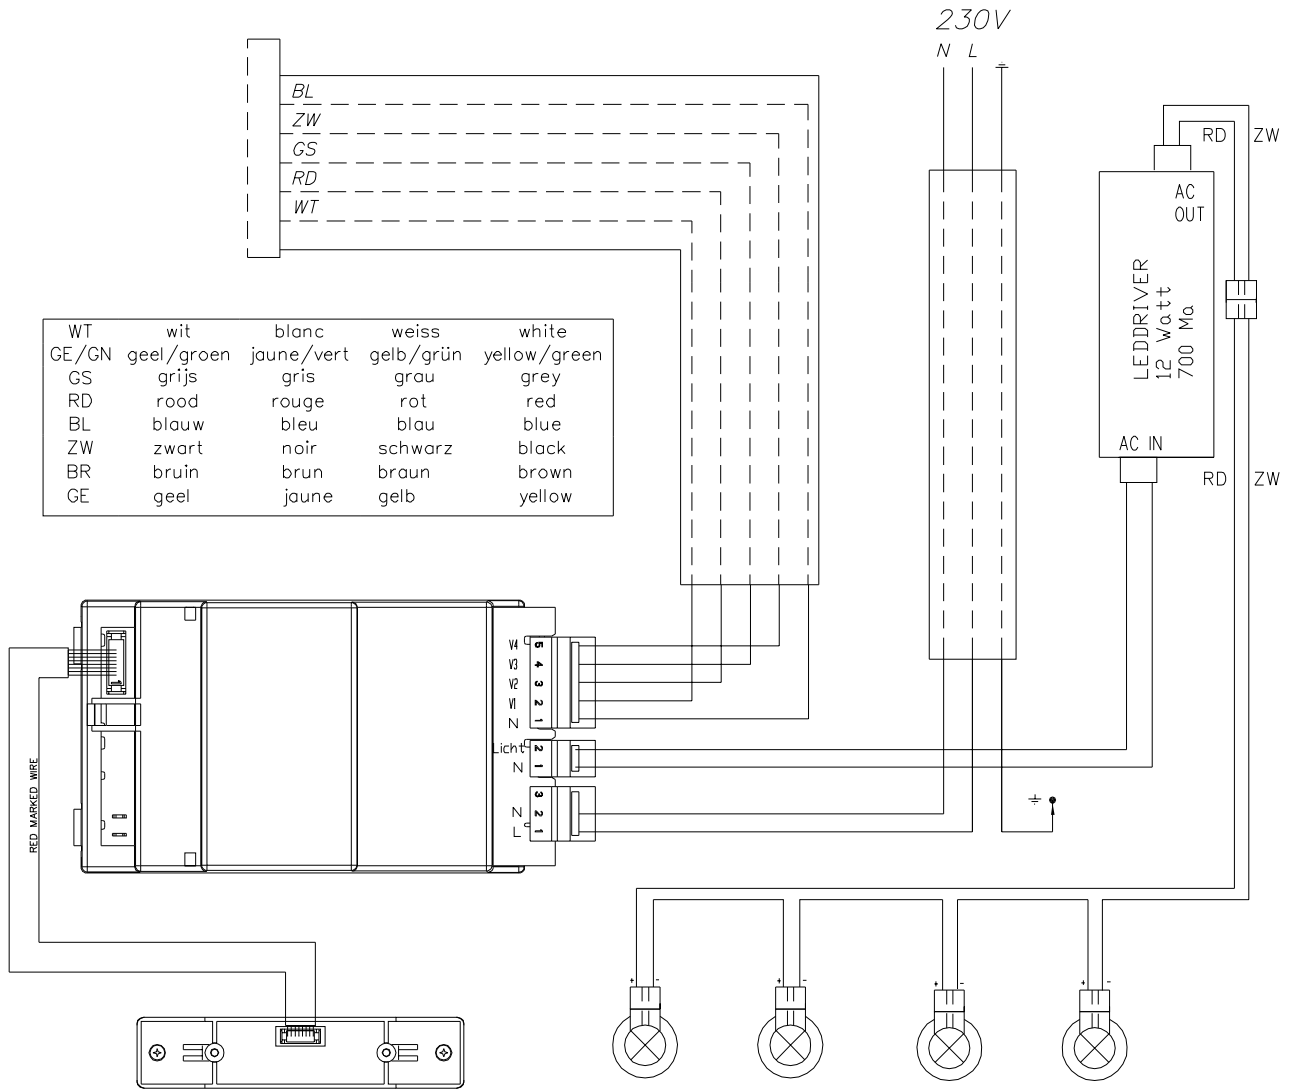 230V
N L
BL
ZW
GS
RD
WT
RD ZW
AC
OUT
LEDDRIVER
12 Watt
700 Ma
AC IN
RD ZW
WT wit blanc weiss white
GE/GN geel/groen jaune/vert gelb/grün yellow/green
GS grijs gris grau grey
RD rood rouge rot red
BL blauw bleu blau blue
ZW zwart noir schwarz black
BR bruin brun braun brown
GE geel jaune gelb yellow
V4 5
V3 4
V2 3
V1 2
N 1
Licht 2
N 1
3
N 2
L 1
RED MARKED WIRE
+ -
+ -
+ -
+ -